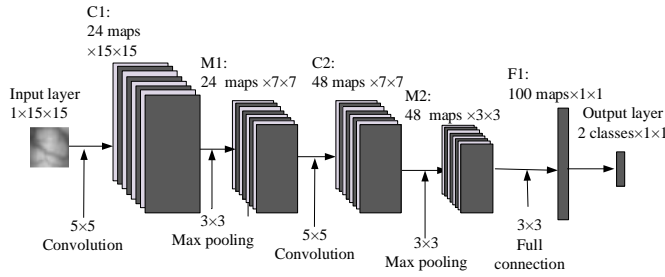 Input layer
1×15×15
C1:
24 maps
×15×15
M1:
24 maps ×7×7
C2:
48 maps ×7×7
M2:
48 maps ×3×3
F1:
100 maps×1×1
Output layer
2 classes×1×1
5×5
Convolution
3×3
Max pooling
5×5
Convolution
3×3
Max pooling
3×3
Full
connection